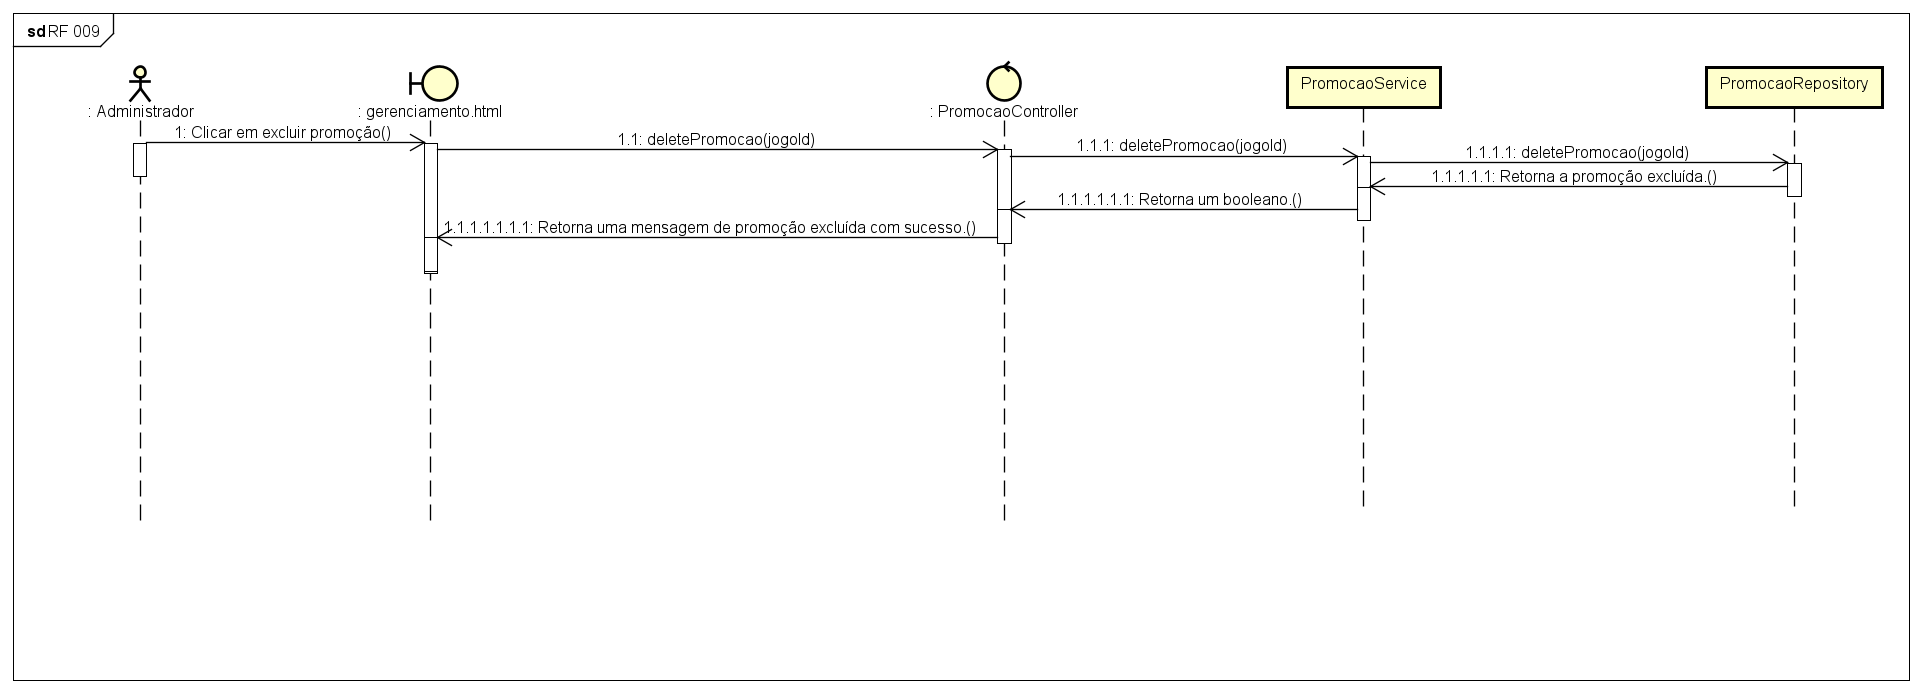 sd RF 009
: Administrador
: gerenciamento.html
: PromocaoController
PromocaoService
PromocaoRepository
1: Clicar em excluir promoção()
1.1: deletePromocao(jogoId)
1.1.1: deletePromocao(jogoId)
1.1.1.1: deletePromocao(jogoId)
1.1.1.1.1: Retorna a promoção excluída.()
1.1.1.1.1.1: Retorna um booleano.()
1.1.1.1.1.1.1: Retorna uma mensagem de promoção excluída com sucesso.()